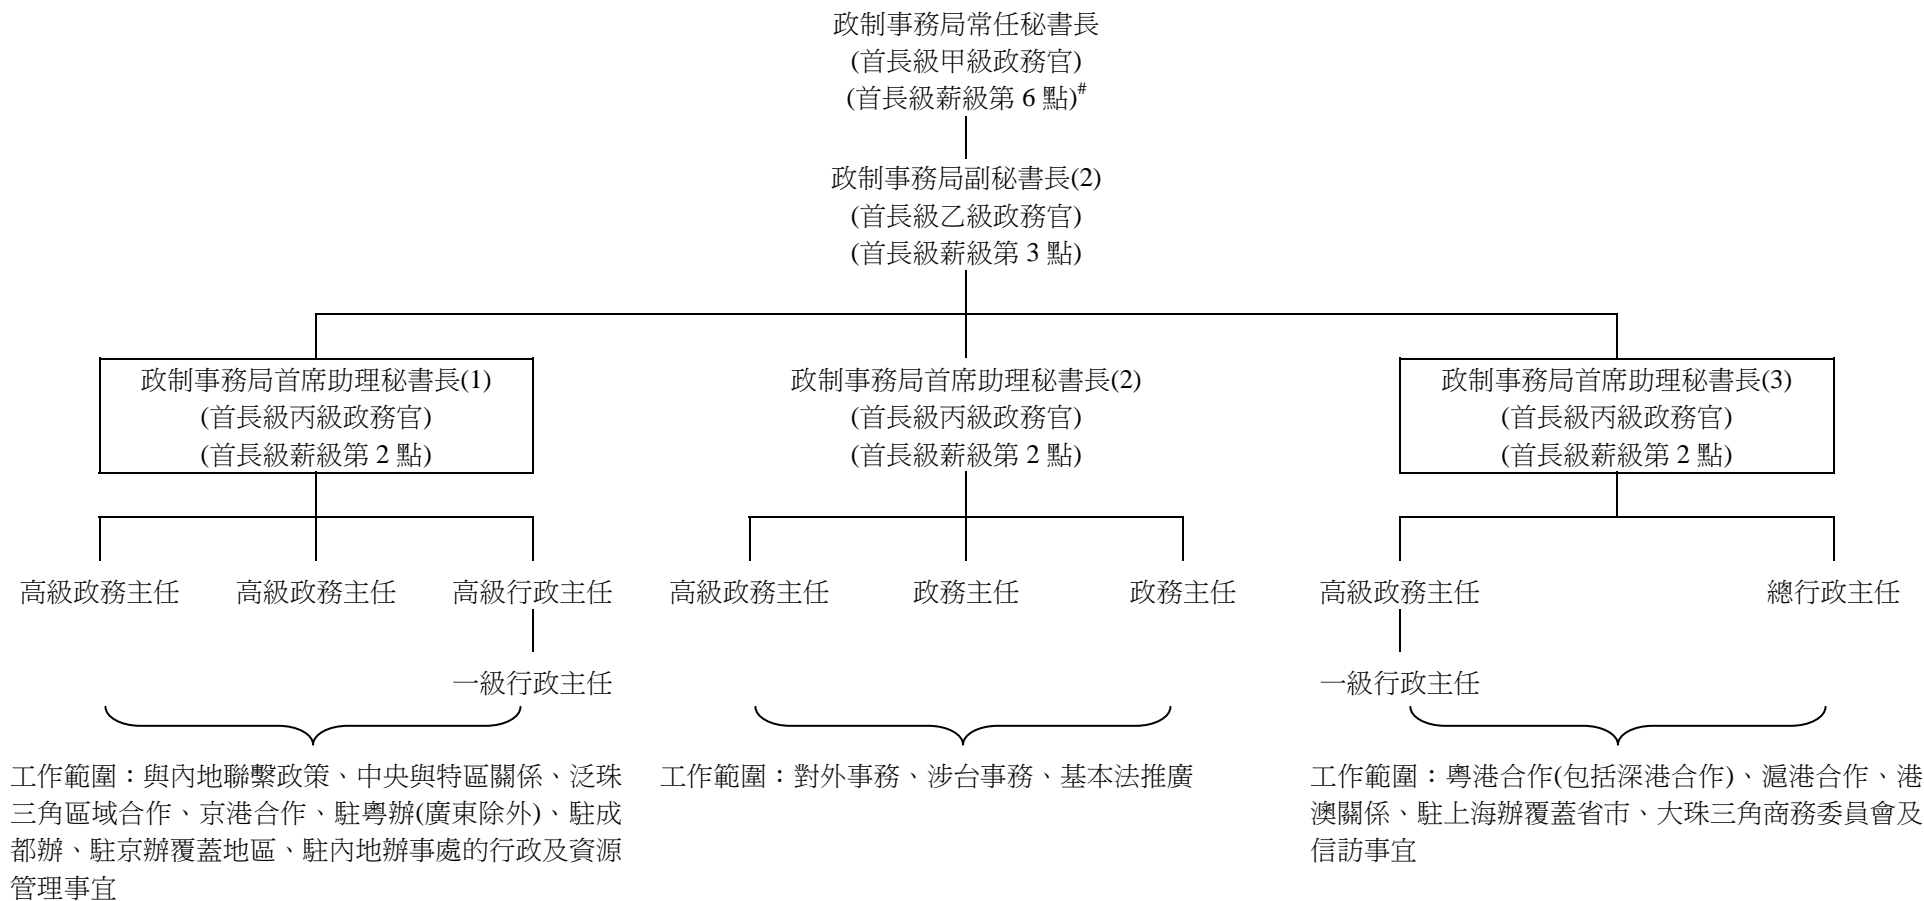 政制事務局常任秘書長
(首長級甲級政務官)
(首長級薪級第 6 點)#
政制事務局副秘書長(2)
(首長級乙級政務官)
(首長級薪級第 3 點)
政制事務局首席助理秘書長(1)
(首長級丙級政務官)
(首長級薪級第 2 點)
政制事務局首席助理秘書長(2)
(首長級丙級政務官)
(首長級薪級第 2 點)
政制事務局首席助理秘書長(3)
(首長級丙級政務官)
(首長級薪級第 2 點)
高級政務主任
高級政務主任
高級行政主任
高級政務主任
政務主任
政務主任
高級政務主任
總行政主任
一級行政主任
一級行政主任
工作範圍：與內地聯繫政策、中央與特區關係、泛珠
三角區域合作、京港合作、駐粵辦(廣東除外)、駐成
都辦、駐京辦覆蓋地區、駐內地辦事處的行政及資源
管理事宜
工作範圍：對外事務、涉台事務、基本法推廣
工作範圍：粵港合作(包括深港合作)、滬港合作、港
澳關係、駐上海辦覆蓋省市、大珠三角商務委員會及
信訪事宜